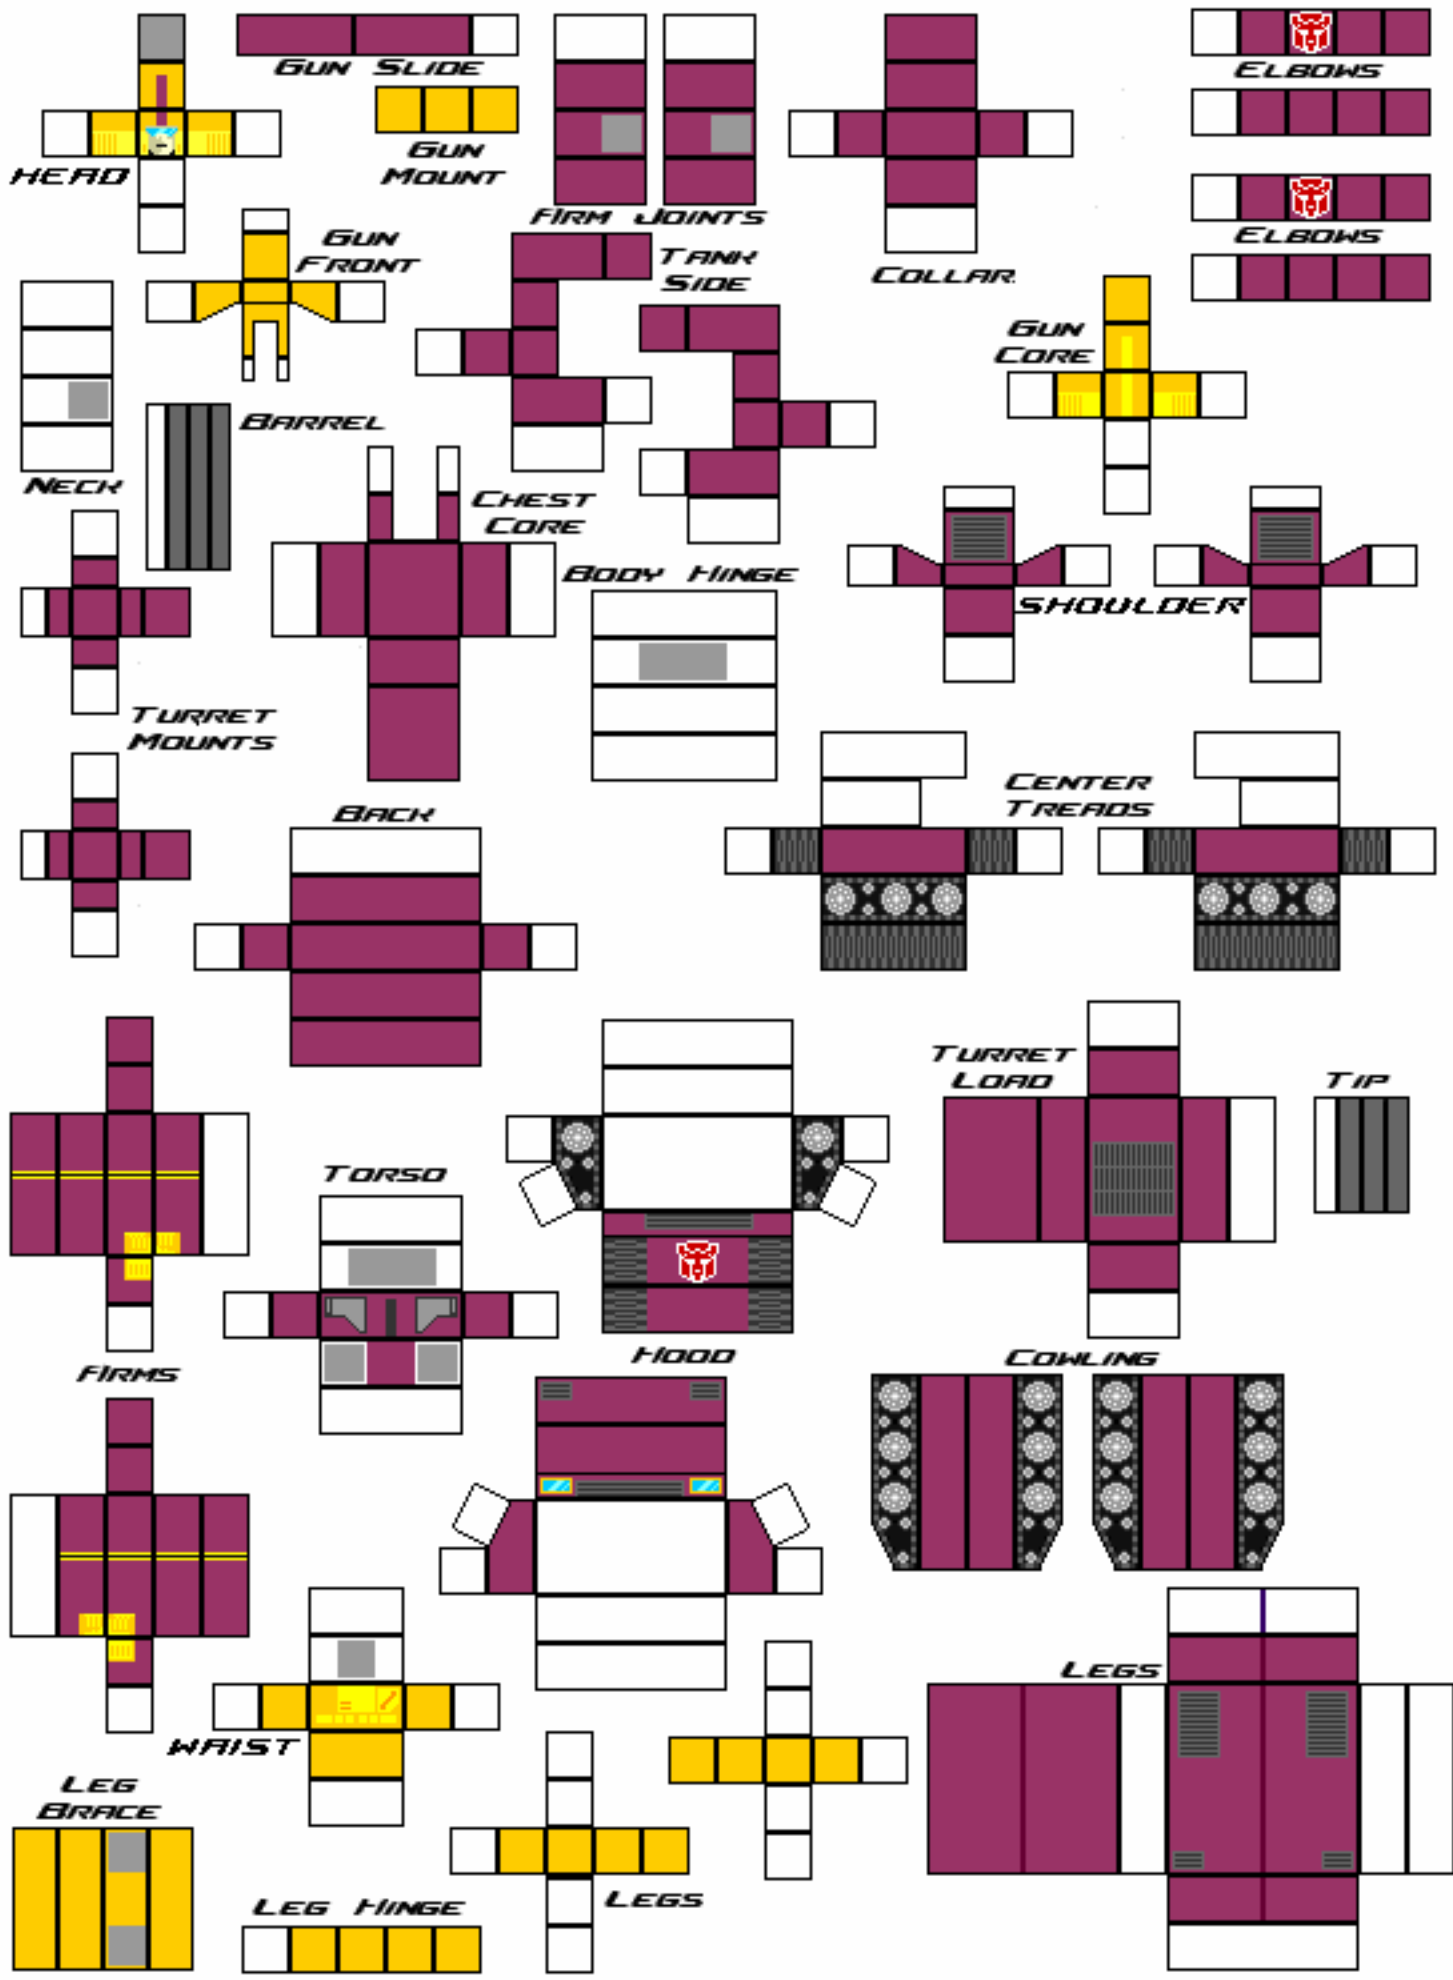 Gun Slide
Elbows
Head
Gun
Mount
Arm Joints
Elbows
Gun
Front
Tank
Side
Collar
Gun
Core
Barrel
Neck
Chest
Core
Body Hinge
Shoulder
Turret
Mounts
Center
Treads
Back
Turret
Load
Tip
Torso
Hood
Cowling
Arms
Legs
Waist
Leg
Brace
Legs
Leg Hinge